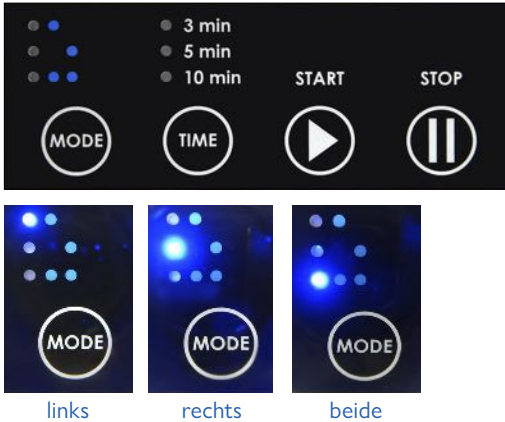 3 min
5 min
10 min
START
STOP
MODE
TIME
MODE
MODE
MODE
links
rechts
beide